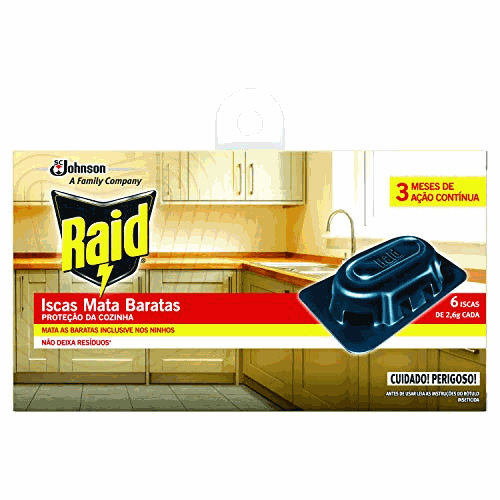 SC Johnson
A Family Company
3 MESES DE
AÇÃO CONTÍNUA
Raid
Raid
Iscas Mata Baratas
PROTEÇÃO DA COZINHA
6 ISCAS
DE 2,6g CADA
MATA AS BARATAS INCLUSIVE NOS NINHOS
NÃO DEIXA RESÍDUOS*
CUIDADO! PERIGOSO!
ANTES DE USAR LEIA AS INSTRUÇÕES DO RÓTULO
INSETICIDA